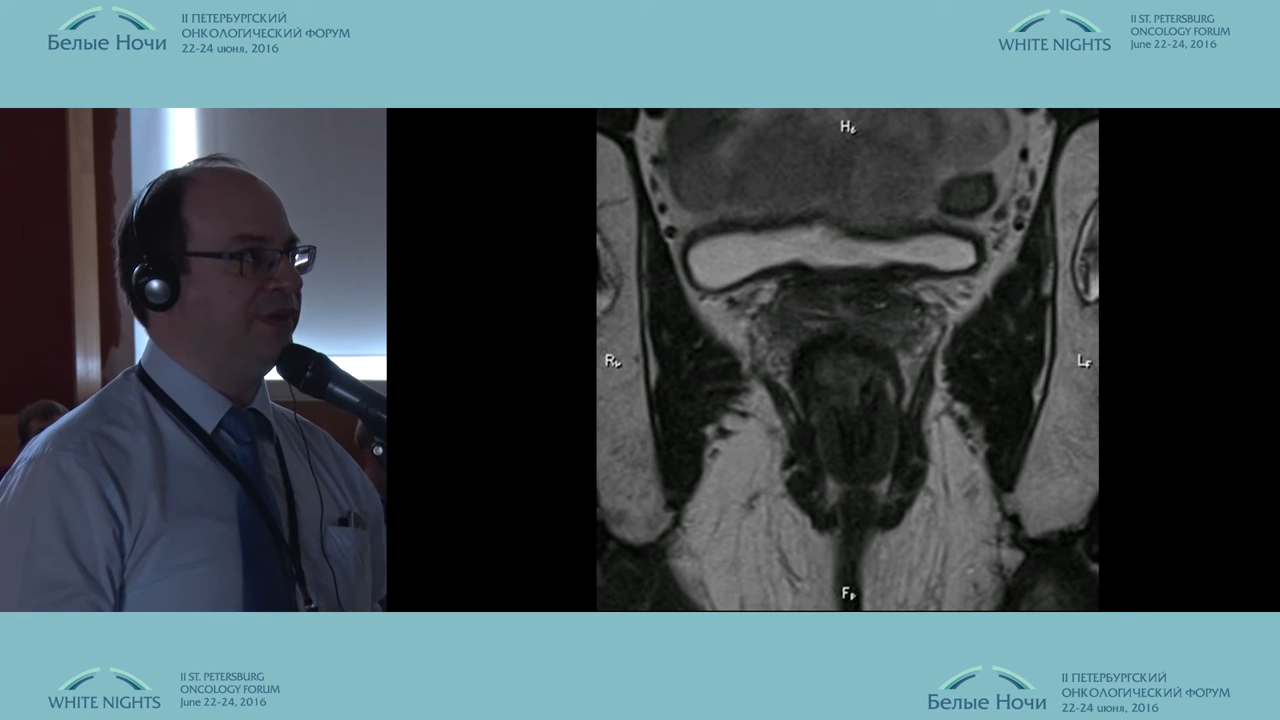 Белые Ночи
II ПЕТЕРБУРГСКИЙ
ОНКОЛОГИЧЕСКИЙ ФОРУМ
22-24 июня, 2016
WHITE NIGHTS
II ST. PETERSBURG
ONCOLOGY FORUM
June 22-24, 2016
H
R
L
F
WHITE NIGHTS
II ST. PETERSBURG
ONCOLOGY FORUM
June 22-24, 2016
Белые Ночи
II ПЕТЕРБУРГСКИЙ
ОНКОЛОГИЧЕСКИЙ ФОРУМ
22-24 июня, 2016